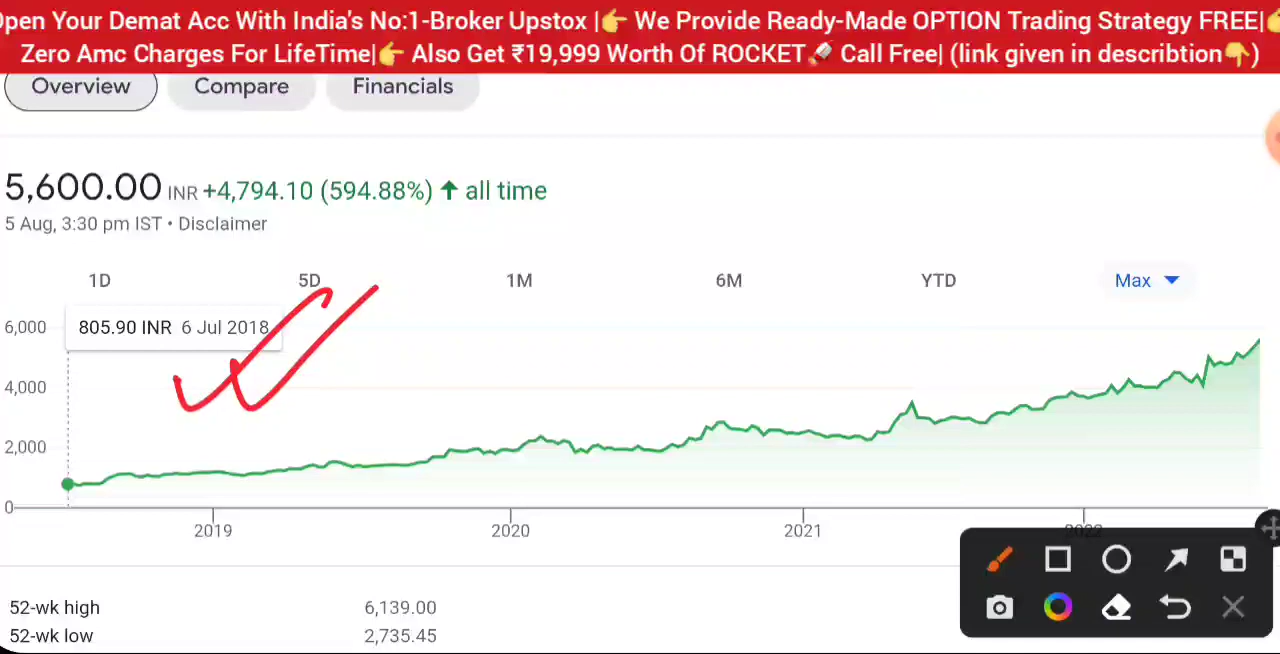 Open Your Demat Acc With India's No:1-Broker Upstox |👉 We Provide Ready-Made OPTION Trading Strategy FREE|👉
Zero Amc Charges For LifeTime|👉 Also Get ₹19,999 Worth Of ROCKET🚀 Call Free| (link given in describtion👇)
Overview Compare Financials
5,600.00 INR +4,794.10 (594.88%) ↑ all time
5 Aug, 3:30 pm IST • Disclaimer
1D 5D 1M 6M YTD Max
805.90 INR 6 Jul 2018
6,000
4,000
2,000
0
2019 2020 2021 2022
52-wk high 6,139.00
52-wk low 2,735.45